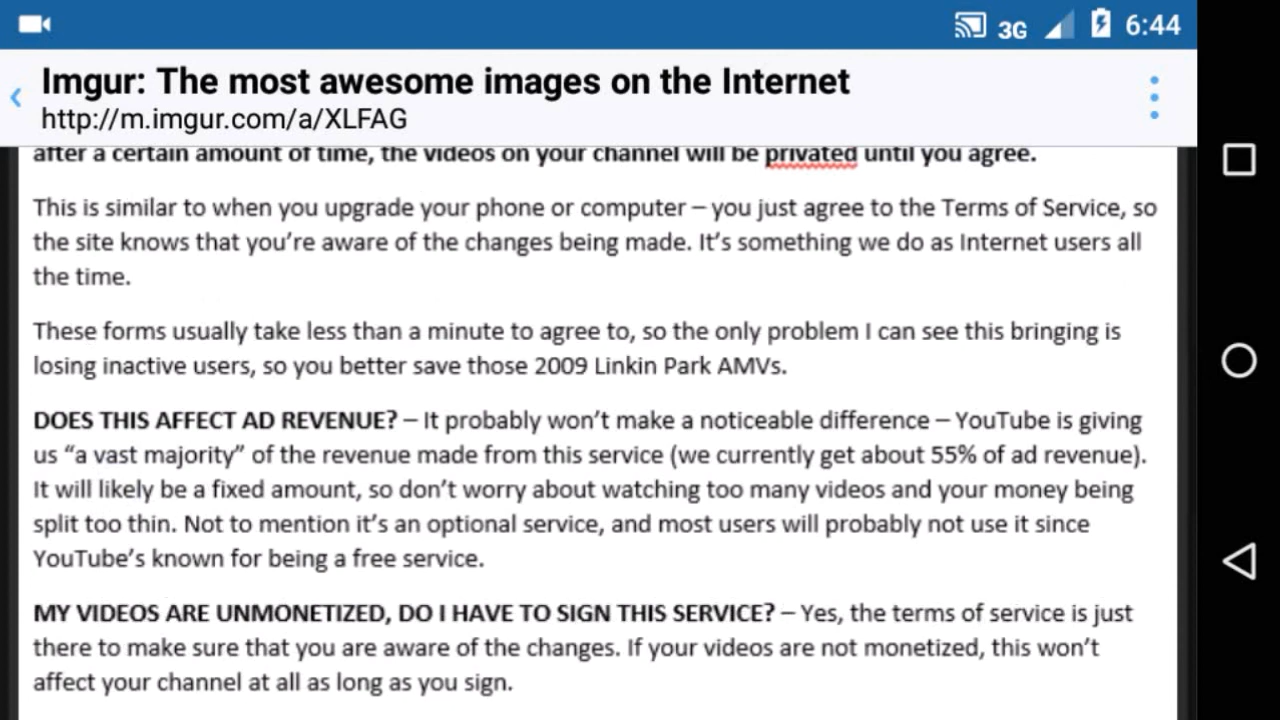 3G 6:44
Imgur: The most awesome images on the Internet
http://m.imgur.com/a/XLFAG
after a certain amount of time, the videos on your channel will be privated until you agree.
This is similar to when you upgrade your phone or computer – you just agree to the Terms of Service, so
the site knows that you’re aware of the changes being made. It’s something we do as Internet users all
the time.
These forms usually take less than a minute to agree to, so the only problem I can see this bringing is
losing inactive users, so you better save those 2009 Linkin Park AMVs.
DOES THIS AFFECT AD REVENUE? – It probably won’t make a noticeable difference – YouTube is giving
us “a vast majority” of the revenue made from this service (we currently get about 55% of ad revenue).
It will likely be a fixed amount, so don’t worry about watching too many videos and your money being
split too thin. Not to mention it’s an optional service, and most users will probably not use it since
YouTube’s known for being a free service.
MY VIDEOS ARE UNMONETIZED, DO I HAVE TO SIGN THIS SERVICE? – Yes, the terms of service is just
there to make sure that you are aware of the changes. If your videos are not monetized, this won’t
affect your channel at all as long as you sign.